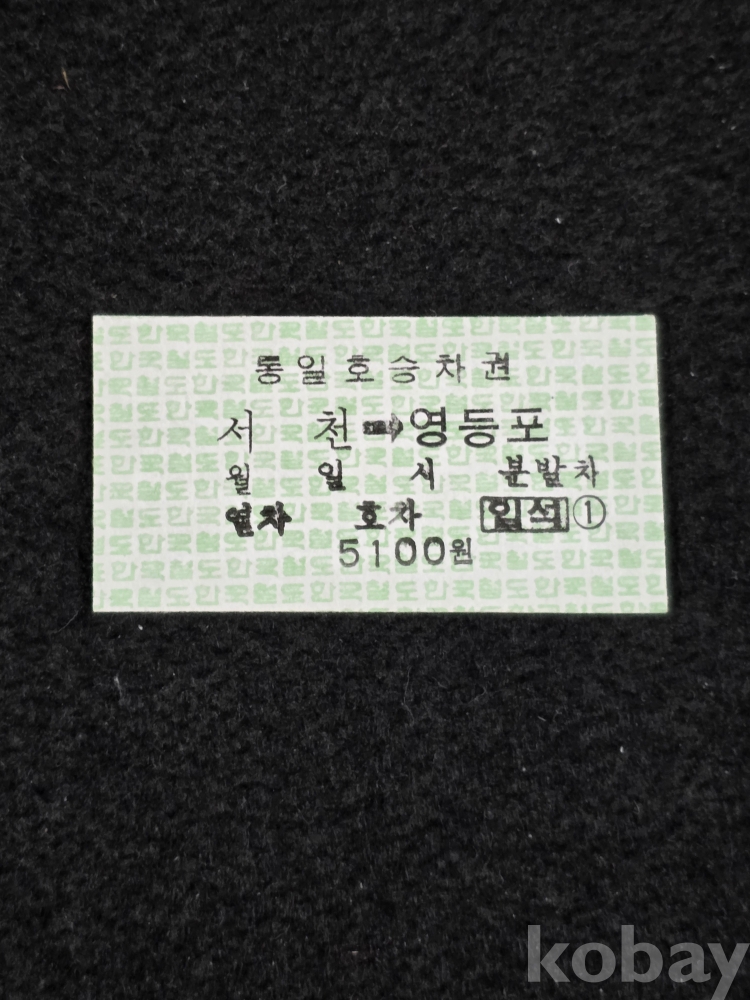 통일호승차권
서 천➡영등포
월 일 시 분발차
열차 호차 입석①
5100원
kobay